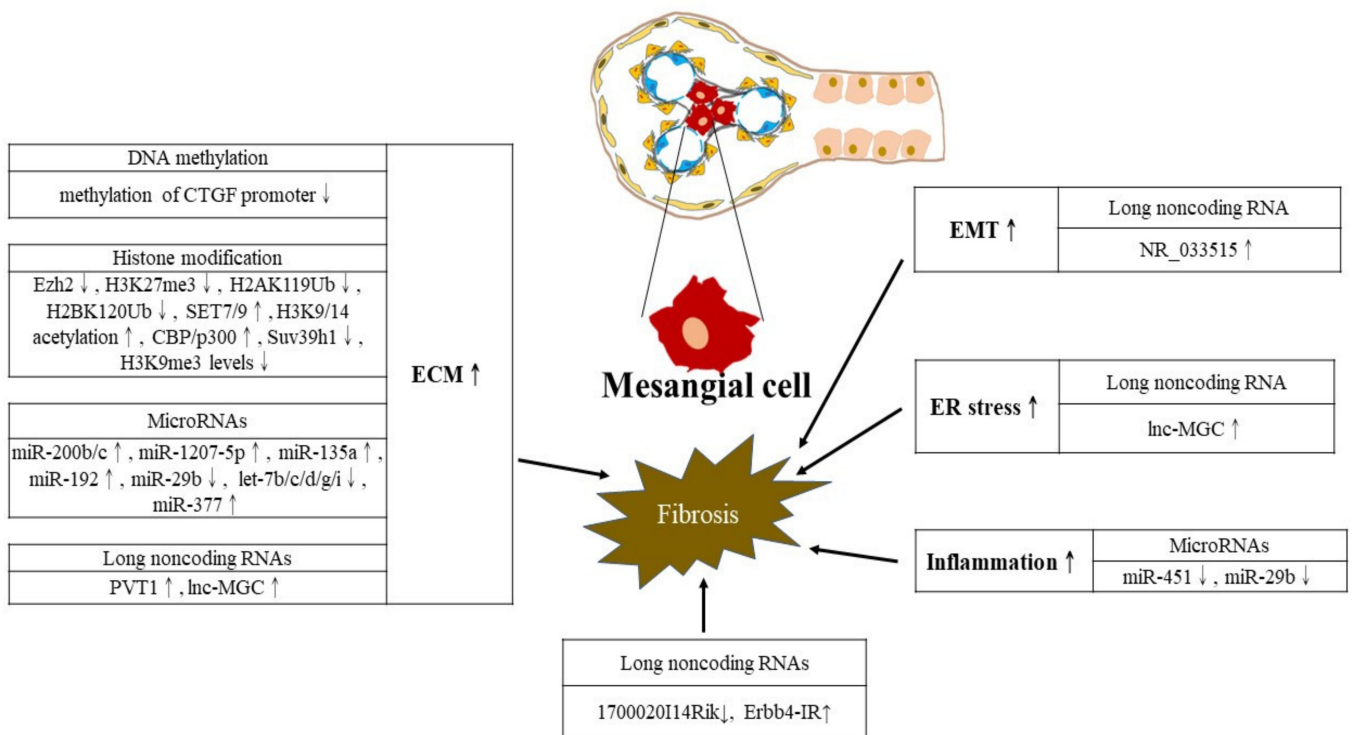 DNA methylation
methylation of CTGF promoter ↓
Histone modification
Ezh2 ↓ , H3K27me3 ↓ , H2AK119Ub ↓ ,
H2BK120Ub ↓ , SET7/9 ↑ , H3K9/14
acetylation ↑ , CBP/p300 ↑ , Suv39h1 ↓ ,
H3K9me3 levels ↓
MicroRNAs
miR-200b/c ↑ , miR-1207-5p ↑ , miR-135a ↑ ,
miR-192 ↑ , miR-29b ↓ , let-7b/c/d/g/i ↓ ,
miR-377 ↑
Long noncoding RNAs
PVT1 ↑ , lnc-MGC ↑
ECM ↑
Mesangial cell
Fibrosis
EMT ↑
Long noncoding RNA
NR_033515 ↑
ER stress ↑
Long noncoding RNA
lnc-MGC ↑
Inflammation ↑
MicroRNAs
miR-451 ↓ , miR-29b ↓
Long noncoding RNAs
1700020I14Rik↓, Erbb4-IR↑